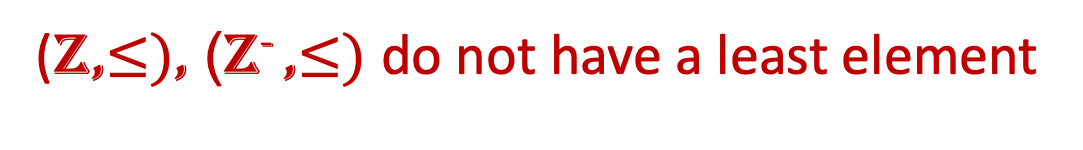 (ℤ,≤), (ℤ⁻ ,≤) do not have a least element